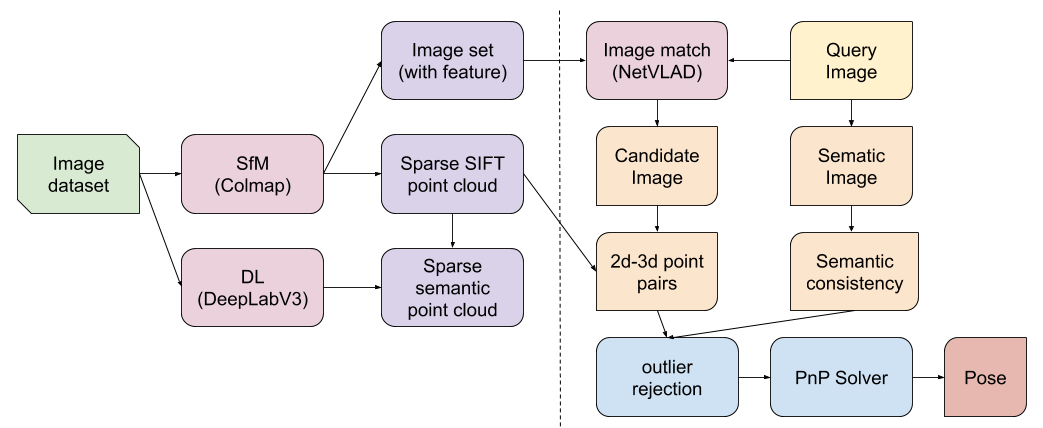 Image set
(with feature)
Image match
(NetVLAD)
Query
Image
Image
dataset
SfM
(Colmap)
Sparse SIFT
point cloud
Candidate
Image
Sematic
Image
DL
(DeepLabV3)
Sparse
semantic
point cloud
2d-3d point
pairs
Semantic
consistency
outlier
rejection
PnP Solver
Pose